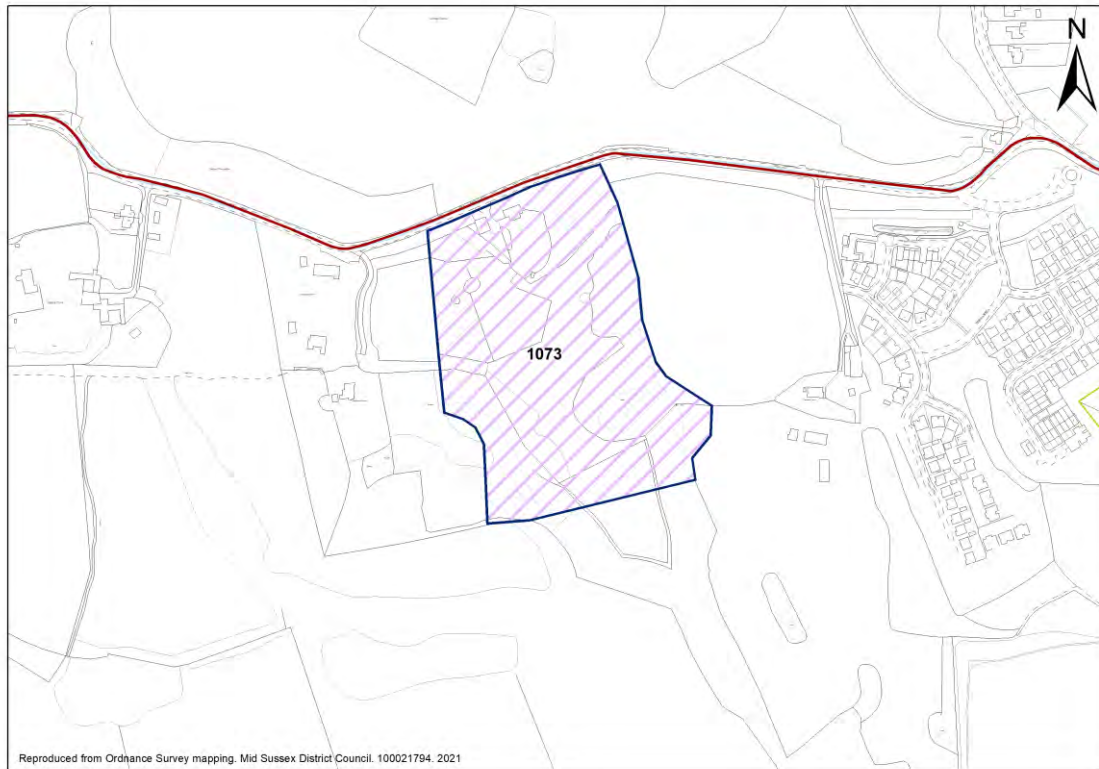 N
1073
Reproduced from Ordnance Survey mapping. Mid Sussex District Council. 100021794. 2021